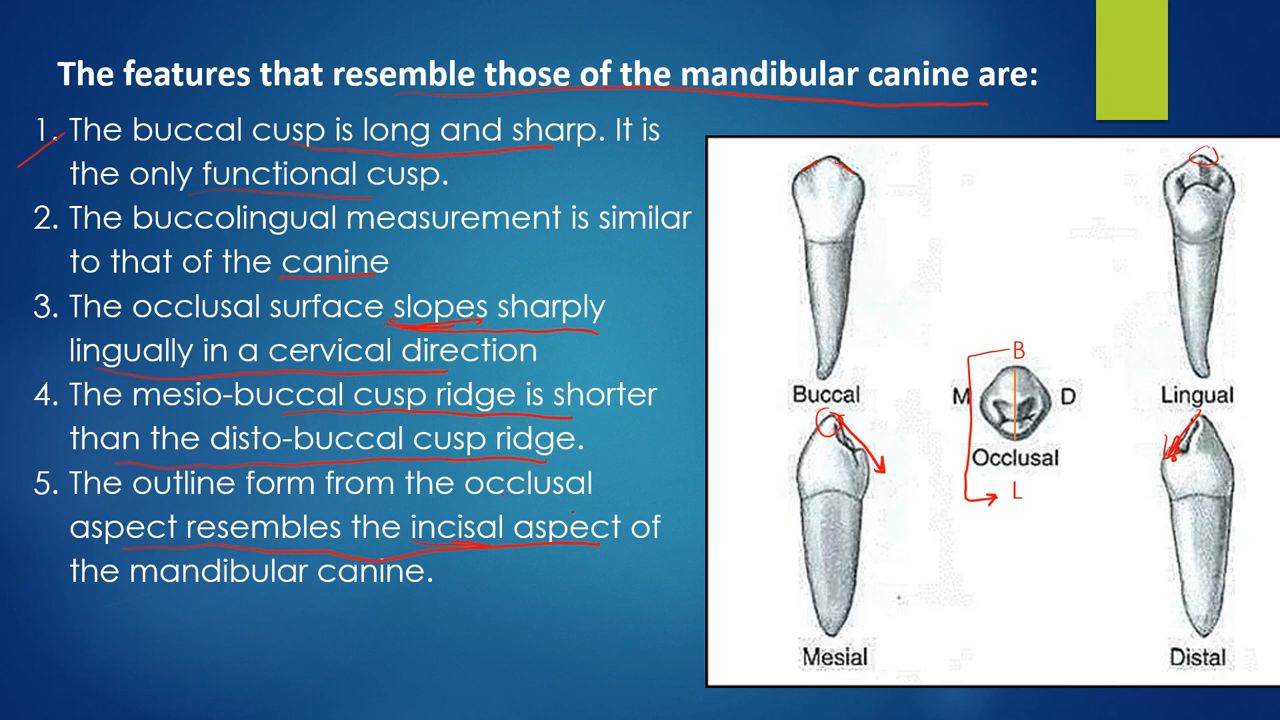 The features that resemble those of the mandibular canine are:
1. The buccal cusp is long and sharp. It is
the only functional cusp.
2. The buccolingual measurement is similar
to that of the canine
3. The occlusal surface slopes sharply
lingually in a cervical direction
4. The mesio-buccal cusp ridge is shorter
than the disto-buccal cusp ridge.
5. The outline form from the occlusal
aspect resembles the incisal aspect of
the mandibular canine.
B
Buccal
M
D
Lingual
Occlusal
L
Mesial
Distal